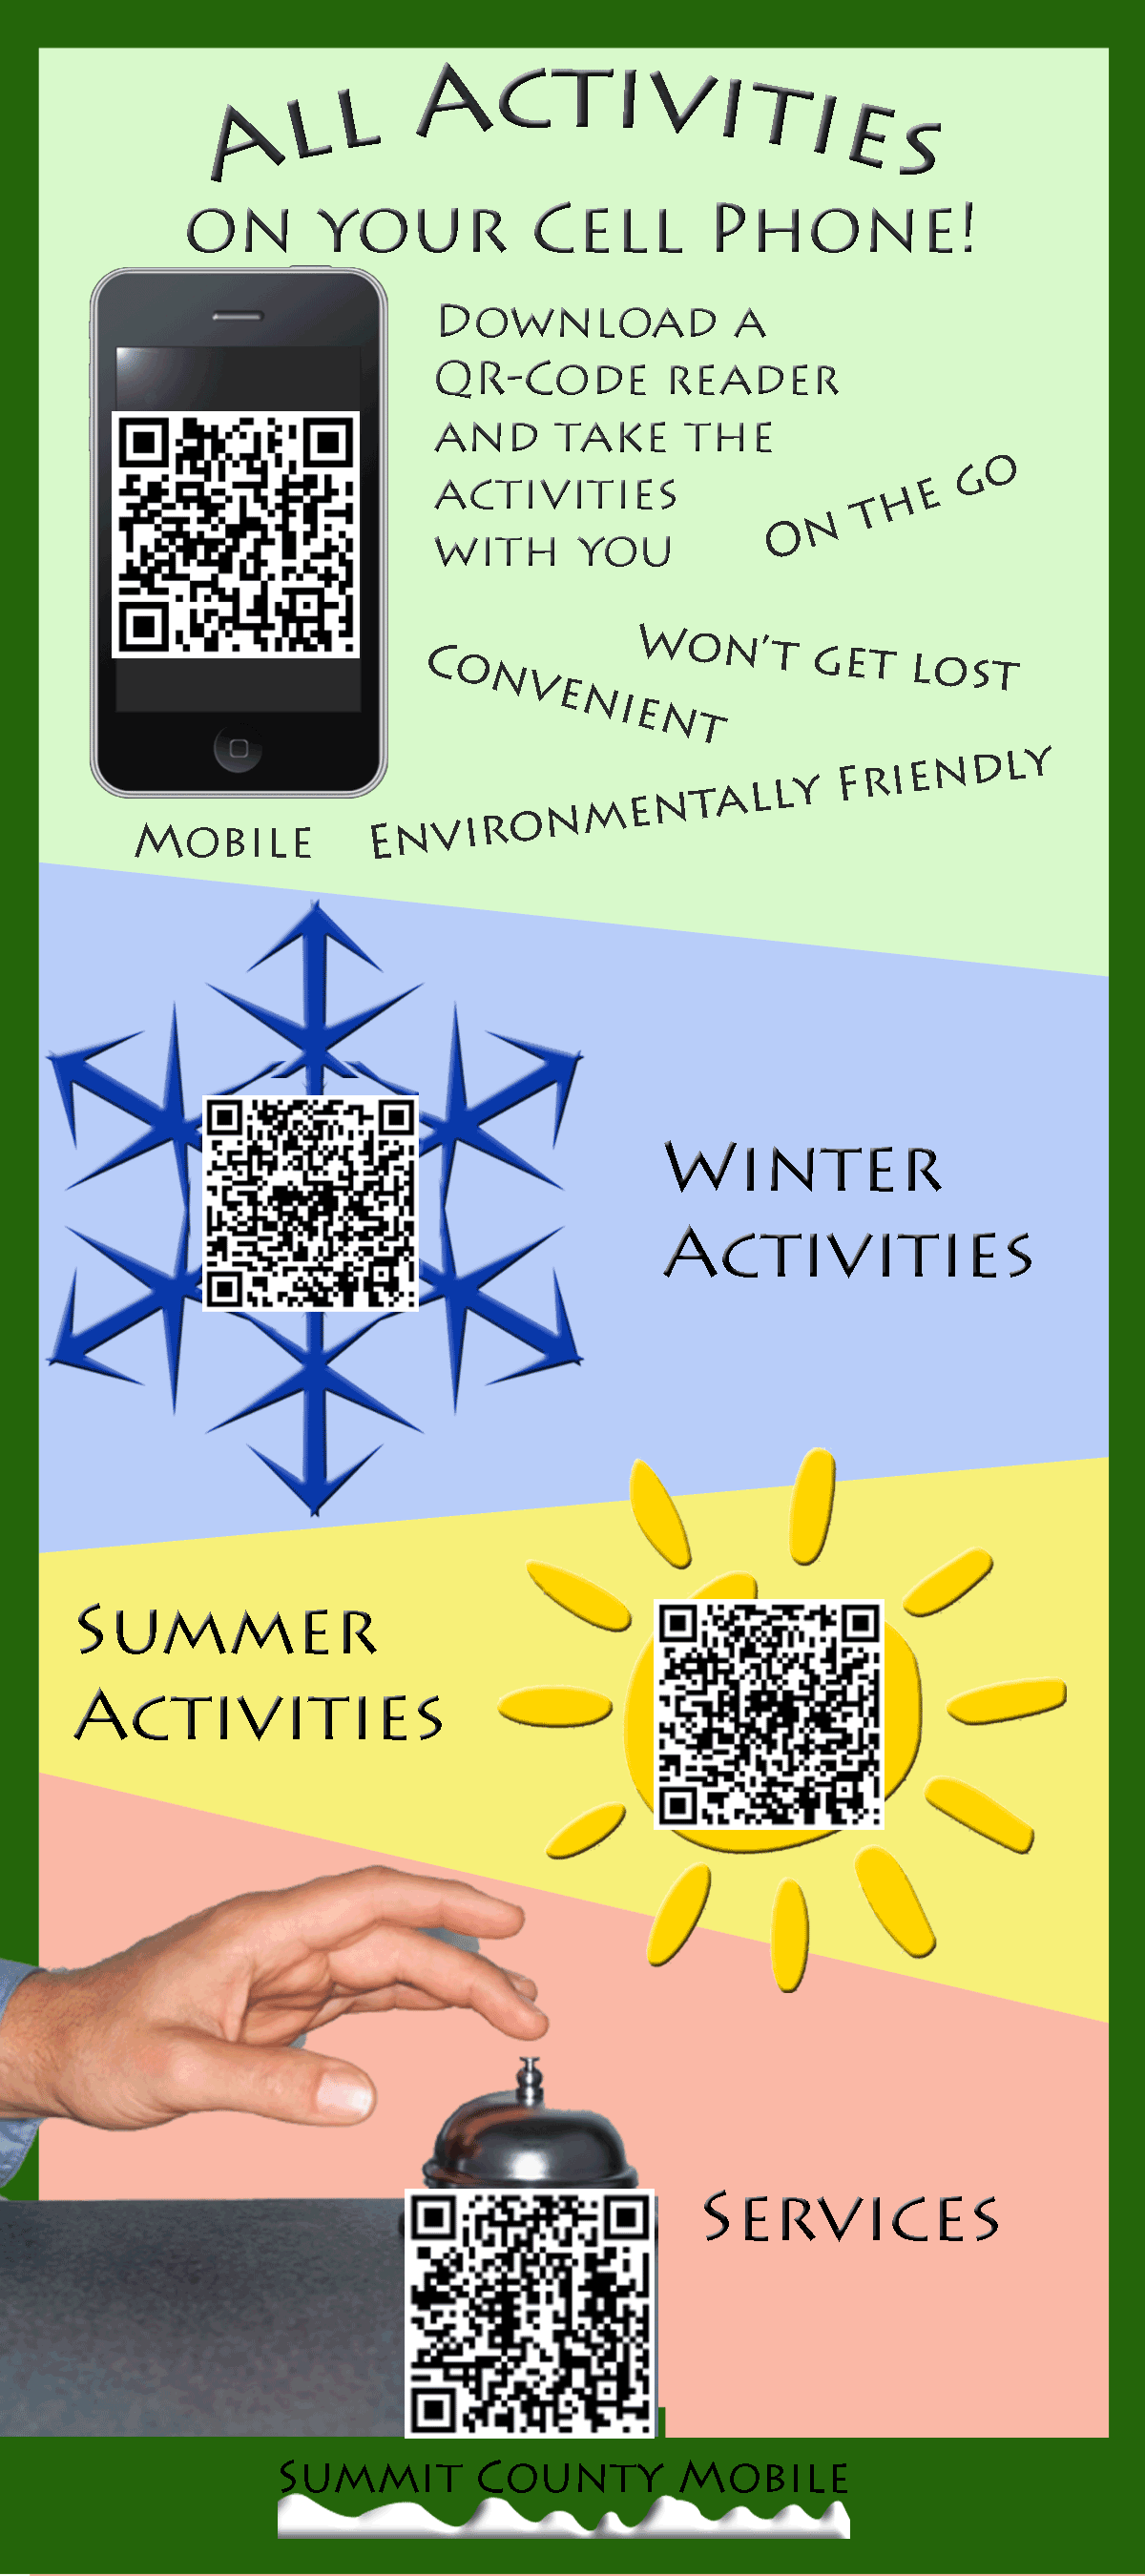 All Activities
on your Cell Phone!
Download a
QR-Code reader
and take the
activities
with you
On the go
Won't get lost
Convenient
Environmentally Friendly
Mobile
Winter
Activities
Summer
Activities
Services
Summit County Mobile